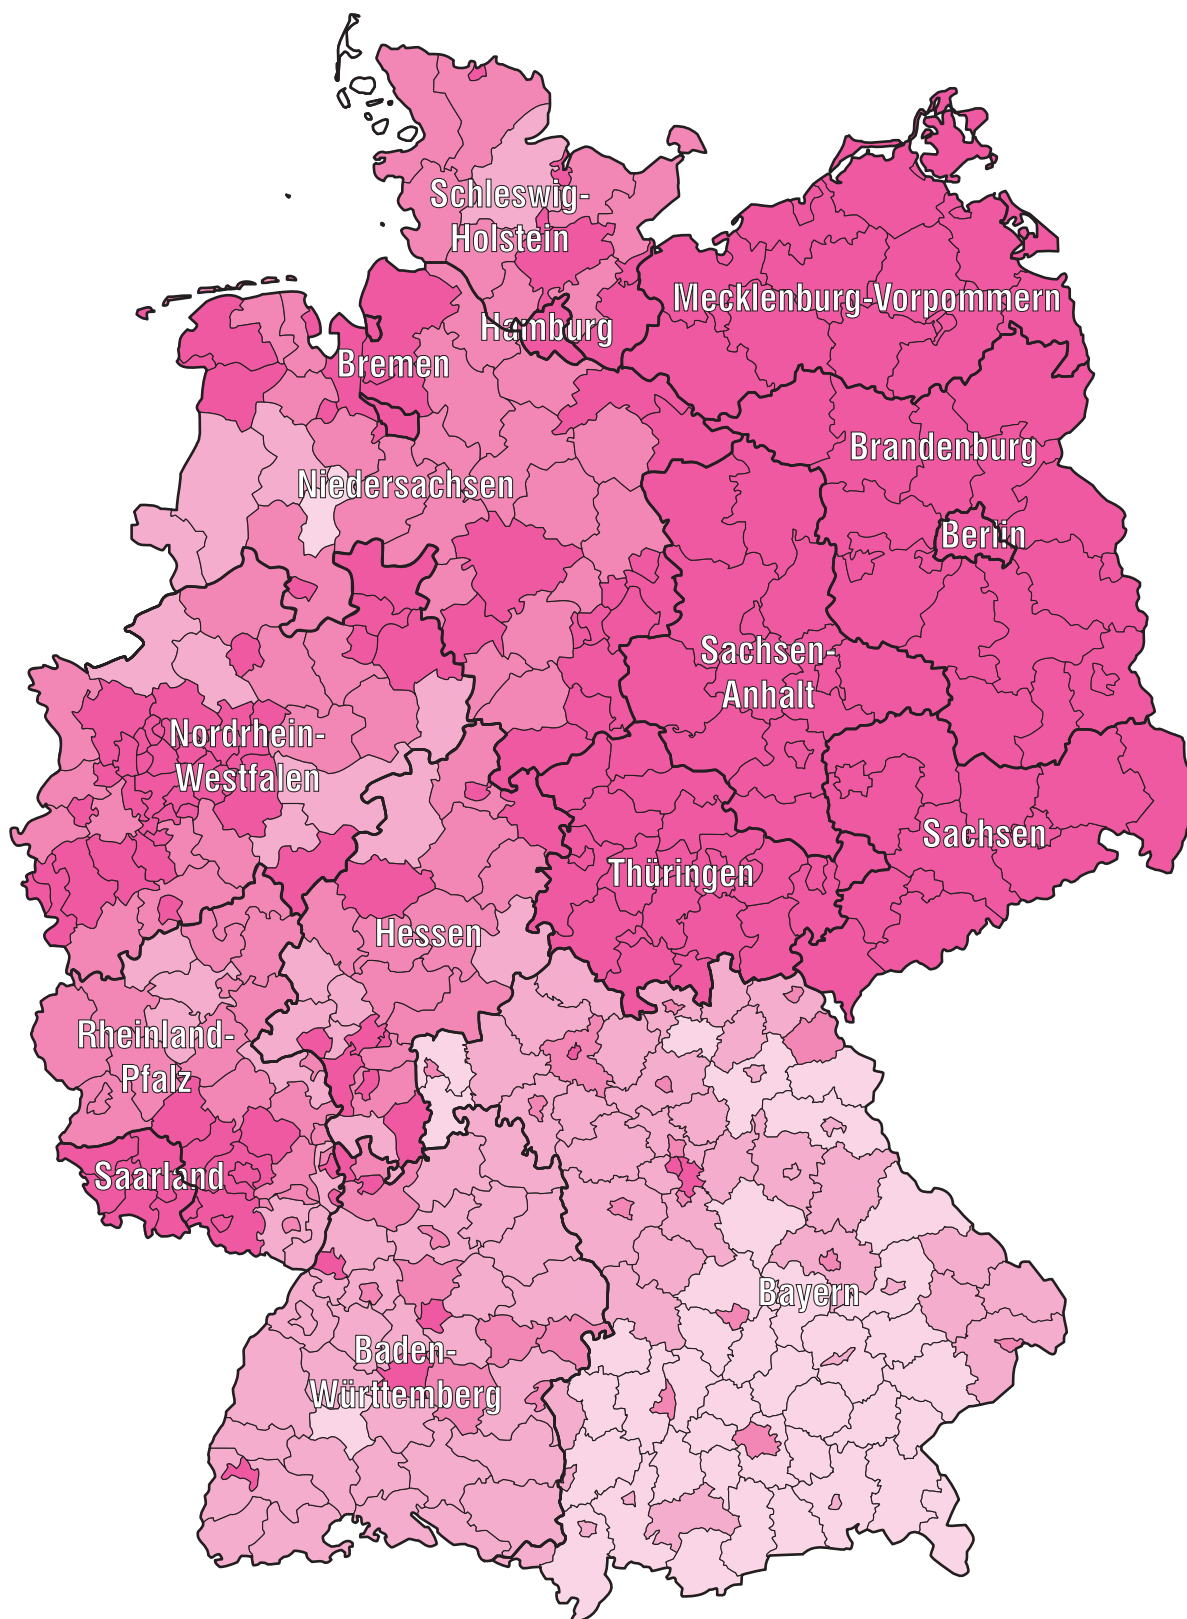 Schleswig-
Holstein
Mecklenburg-Vorpommern
Hamburg
Bremen
Brandenburg
Niedersachsen
Berlin
Sachsen-
Anhalt
Nordrhein-
Westfalen
Sachsen
Thüringen
Hessen
Rheinland-
Pfalz
Saarland
Bayern
Baden-
Württemberg